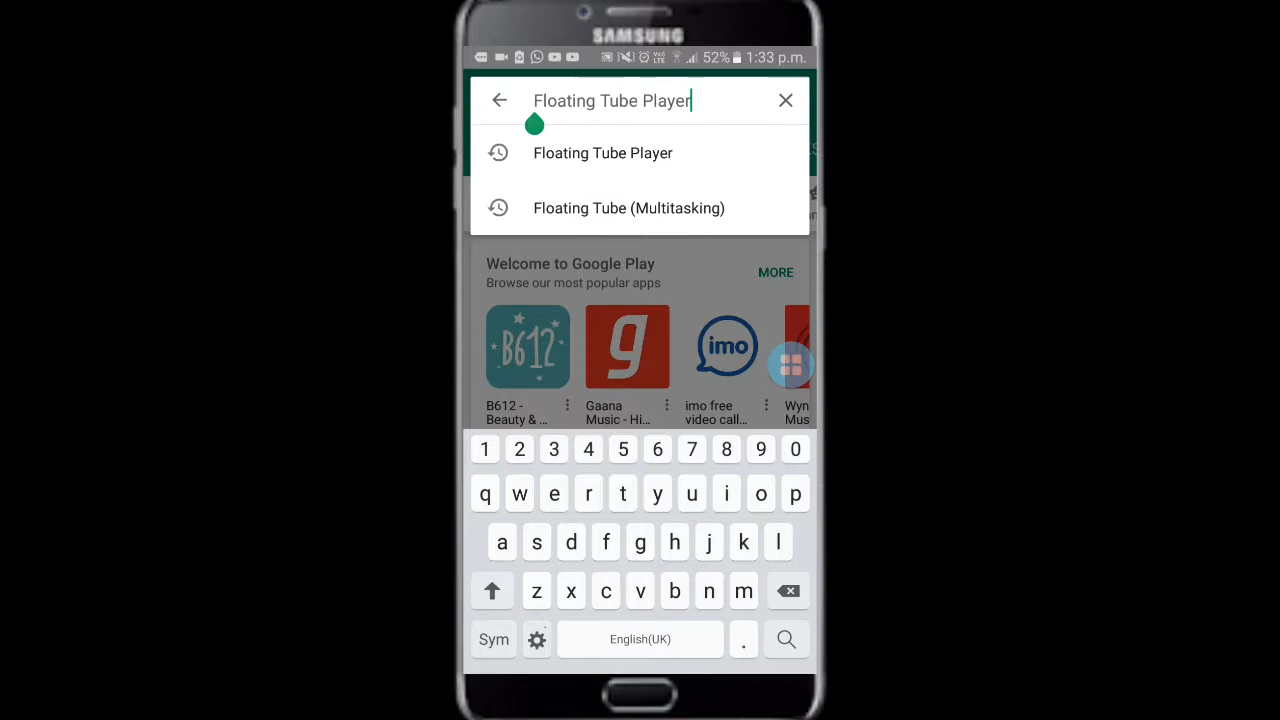 SAMSUNG
VoD LTE 52% 1:33 p.m.
Floating Tube Player
Floating Tube Player
Floating Tube (Multitasking)
Welcome to Google Play
MORE
Browse our most popular apps
B612
g
imo
B612 -
Beauty & ...
Gaana
Music - Hi...
imo free
video call...
Wyn
Mus
1 2 3 4 5 6 7 8 9 0
q w e r t y u i o p
a s d f g h j k l
z x c v b n m
Sym English(UK) .